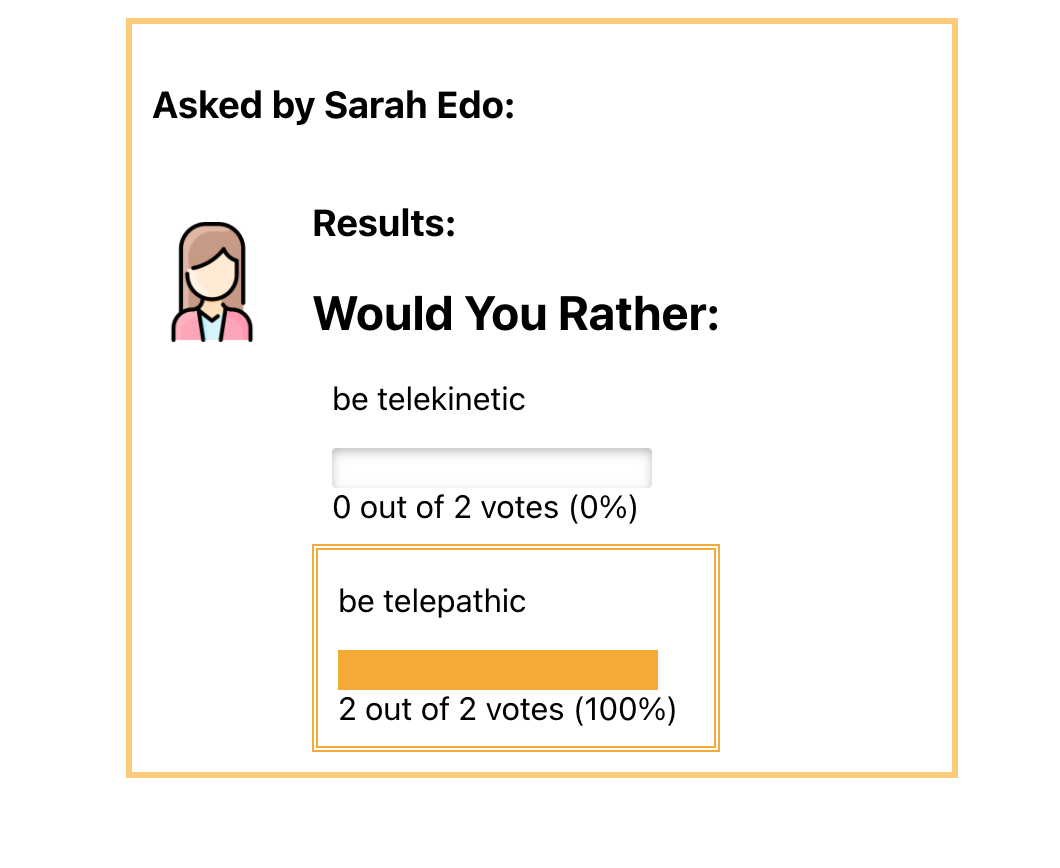 Asked by Sarah Edo:
Results:
Would You Rather:
be telekinetic
0 out of 2 votes (0%)
be telepathic
2 out of 2 votes (100%)